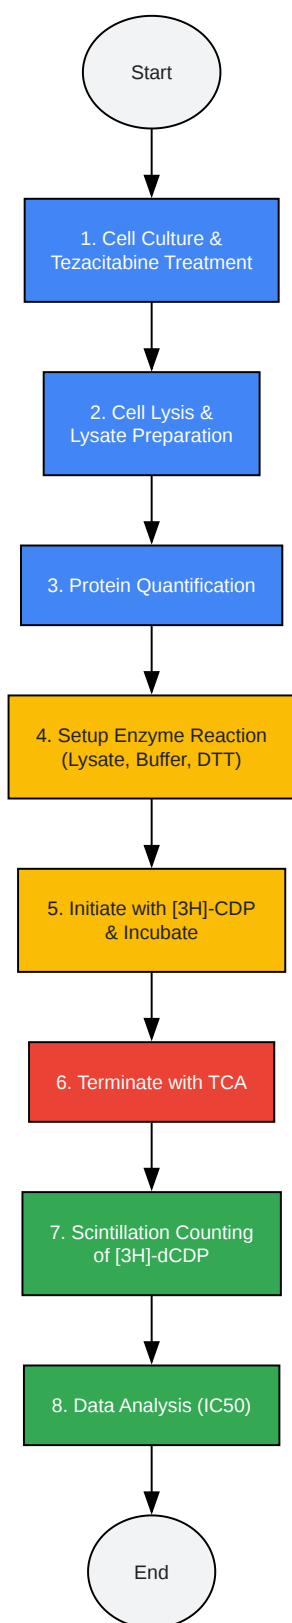 Start
1. Cell Culture &
Tezacitabine Treatment
2. Cell Lysis &
Lysate Preparation
3. Protein Quantification
4. Setup Enzyme Reaction
(Lysate, Buffer, DTT)
5. Initiate with [3H]-CDP
& Incubate
6. Terminate with TCA
7. Scintillation Counting
of [3H]-dCDP
8. Data Analysis (IC50)
End